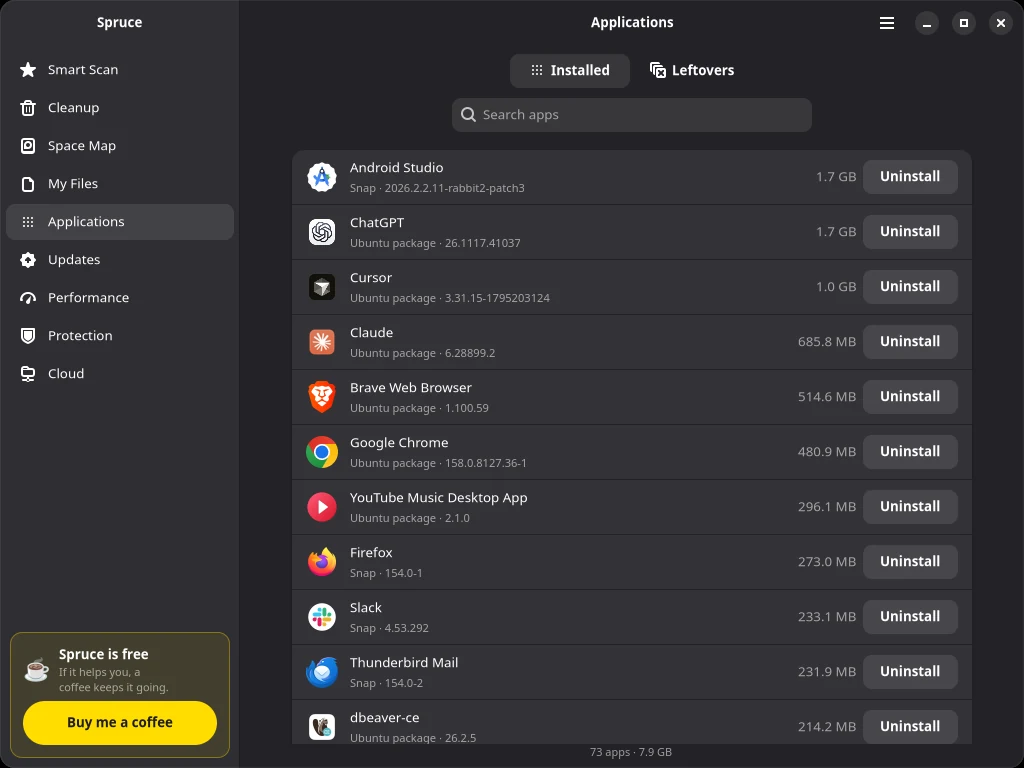 Spruce
Smart Scan
Cleanup
Space Map
My Files
Applications
Updates
Performance
Protection
Cloud
Spruce is free
If it helps you, a
coffee keeps it going.
Buy me a coffee
Applications
Installed
Leftovers
Search apps
Android Studio
Snap · 2026.2.2.11-rabbit2-patch3
1.7 GB
Uninstall
ChatGPT
Ubuntu package · 26.1117.41037
1.7 GB
Uninstall
Cursor
Ubuntu package · 3.31.15-1795203124
1.0 GB
Uninstall
Claude
Ubuntu package · 6.28899.2
685.8 MB
Uninstall
Brave Web Browser
Ubuntu package · 1.100.59
514.6 MB
Uninstall
Google Chrome
Ubuntu package · 158.0.8127.36-1
480.9 MB
Uninstall
YouTube Music Desktop App
Ubuntu package · 2.1.0
296.1 MB
Uninstall
Firefox
Snap · 154.0-1
273.0 MB
Uninstall
Slack
Snap · 4.53.292
233.1 MB
Uninstall
Thunderbird Mail
Snap · 154.0-2
231.9 MB
Uninstall
dbeaver-ce
Ubuntu package · 26.2.5
214.2 MB
Uninstall
73 apps · 7.9 GB